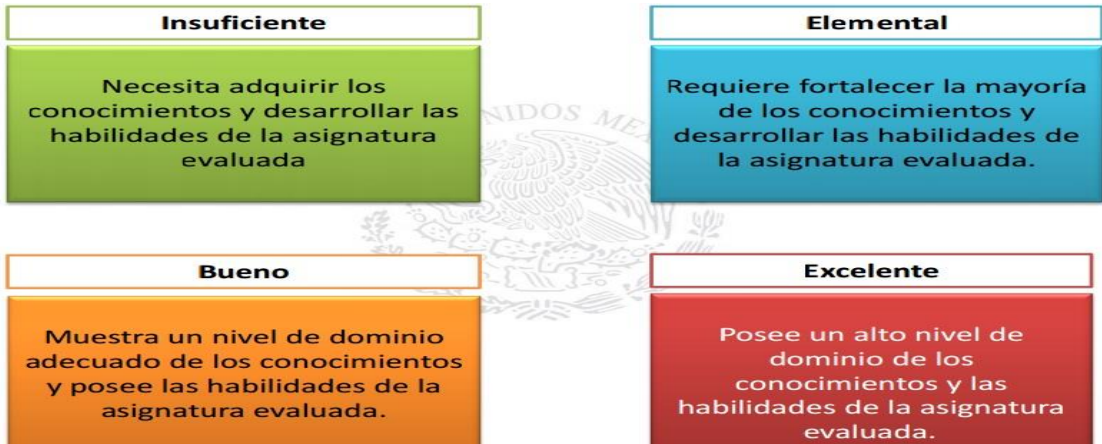 Insuficiente
Necesita adquirir los
conocimientos y desarrollar las
habilidades de la asignatura
evaluada
Elemental
Requiere fortalecer la mayoría
de los conocimientos y
desarrollar las habilidades de
la asignatura evaluada.
NIDOS MEX
Bueno
Muestra un nivel de dominio
adecuado de los conocimientos
y posee las habilidades de la
asignatura evaluada.
Excelente
Posee un alto nivel de
dominio de los
conocimientos y las
habilidades de la asignatura
evaluada.